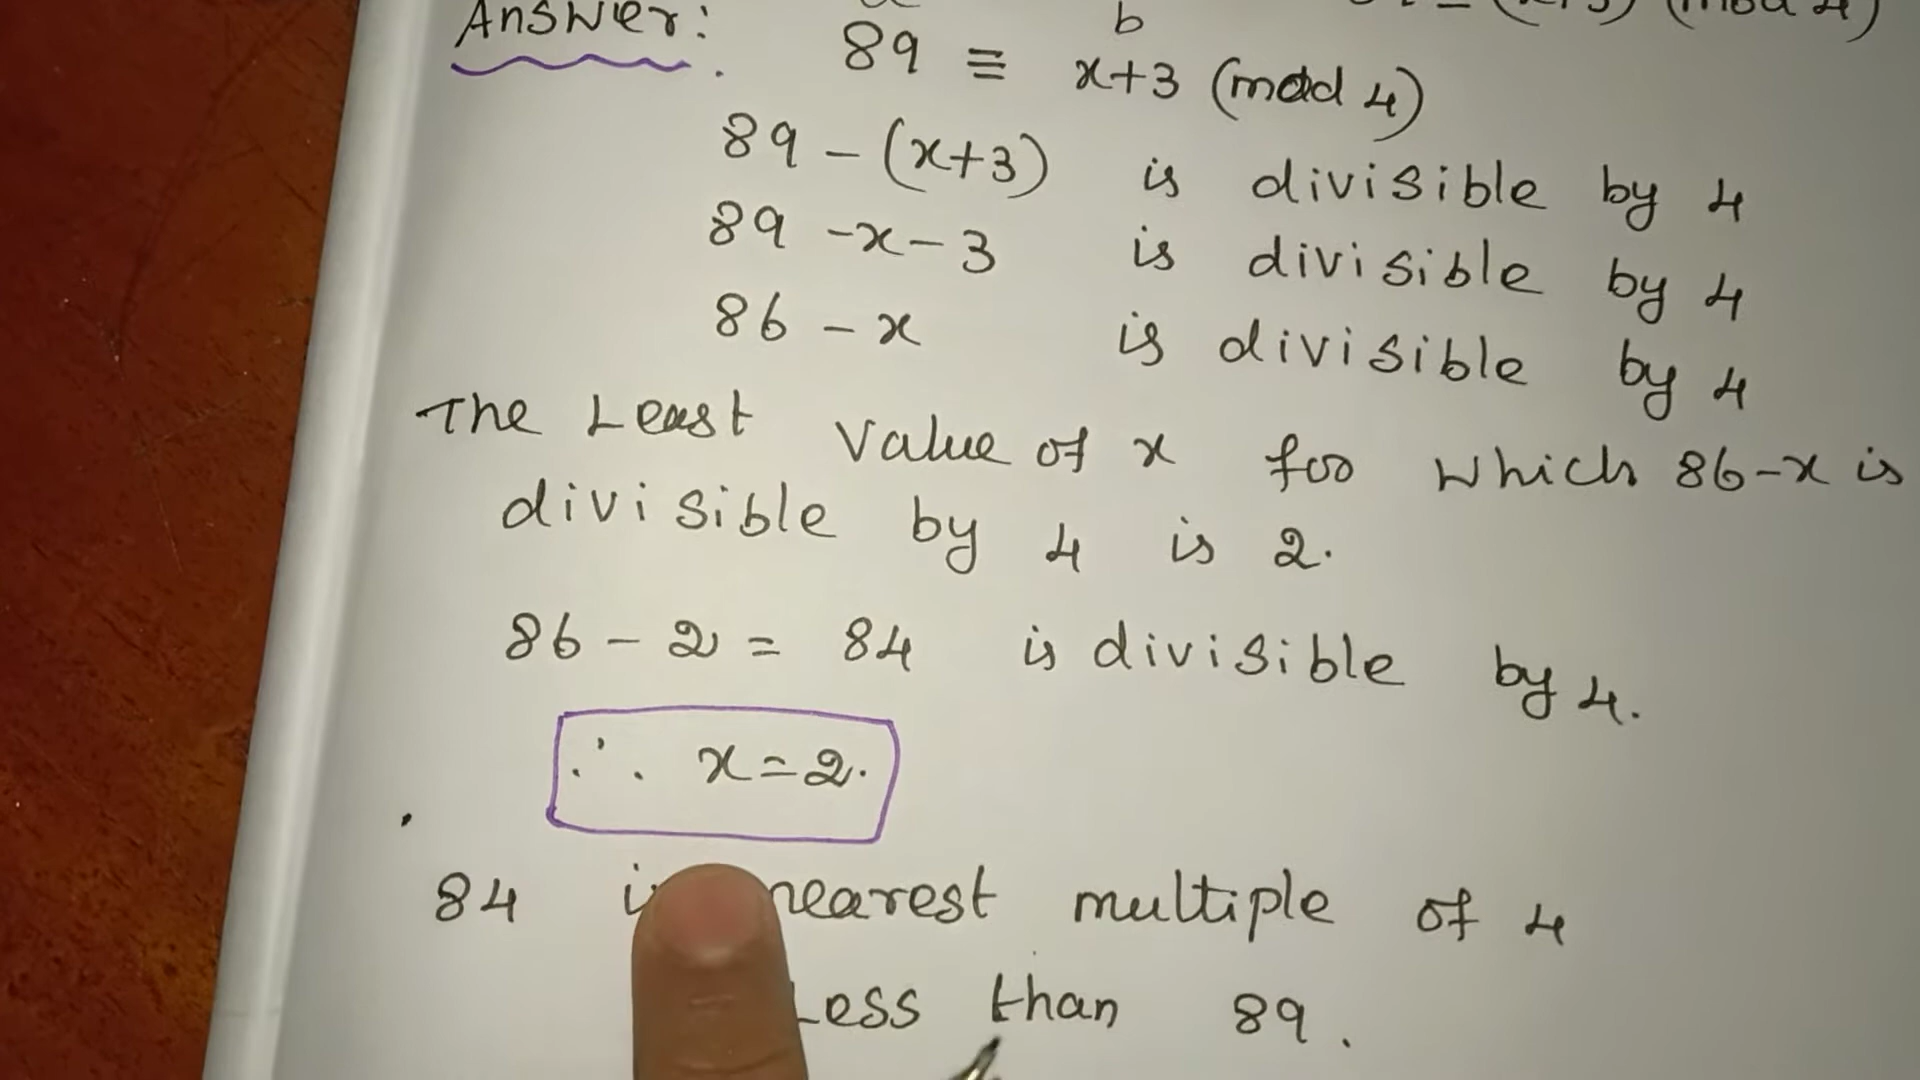 Answer: 89 ≡ x+3 (mod 4)
b
89 - (x+3) is divisible by 4
89 -x-3 is divisible by 4
86 - x is divisible by 4
The Least Value of x for which 86-x is
divisible by 4 is 2.
86 - 2 = 84 is divisible by 4.
∴ x=2.
84 nearest multiple of 4
Less than 89.